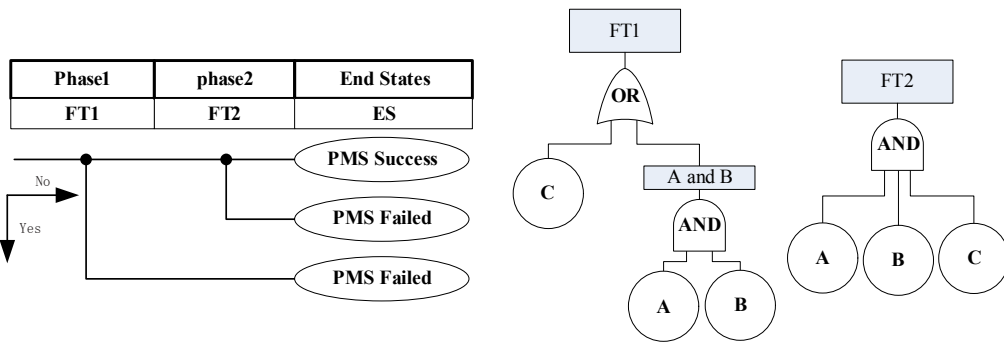 Phase1 phase2 End States
FT1 FT2 ES
PMS Success
No
Yes
PMS Failed
PMS Failed
FT1
OR
C
A and B
AND
A B
FT2
AND
A B C